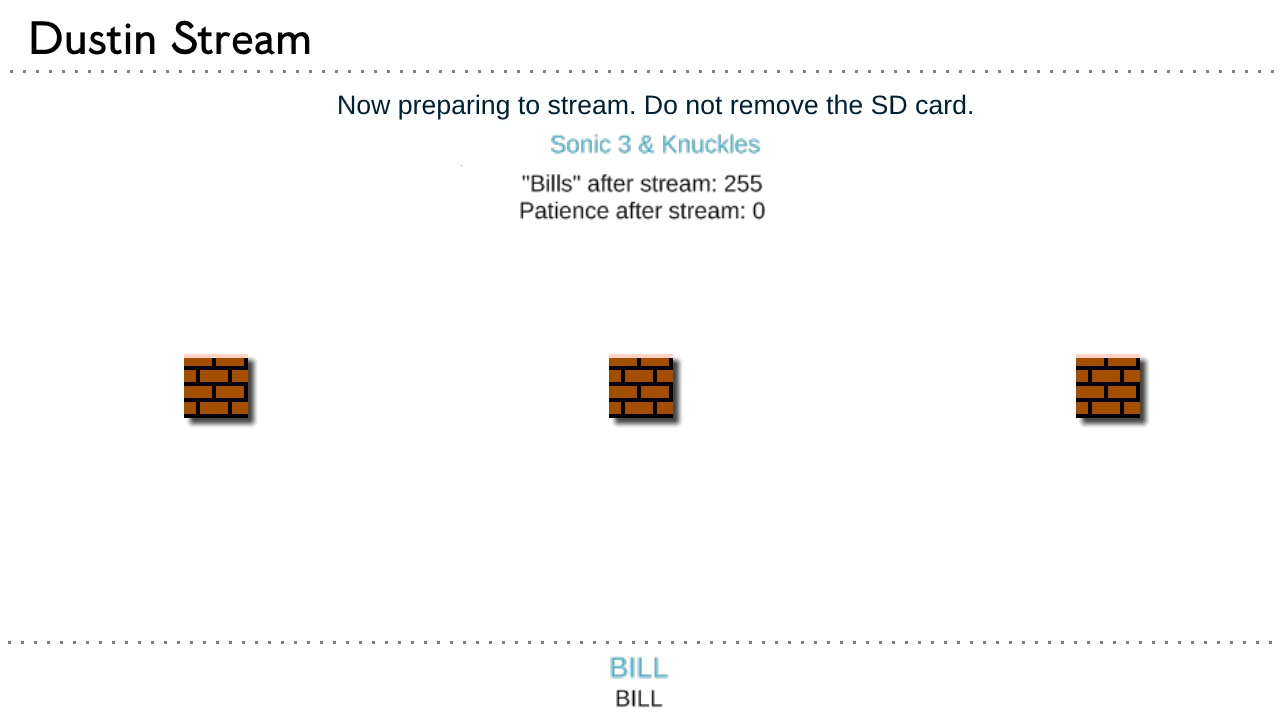 Dustin Stream
Now preparing to stream. Do not remove the SD card.
Sonic 3 & Knuckles
"Bills" after stream: 255
Patience after stream: 0
BILL
BILL